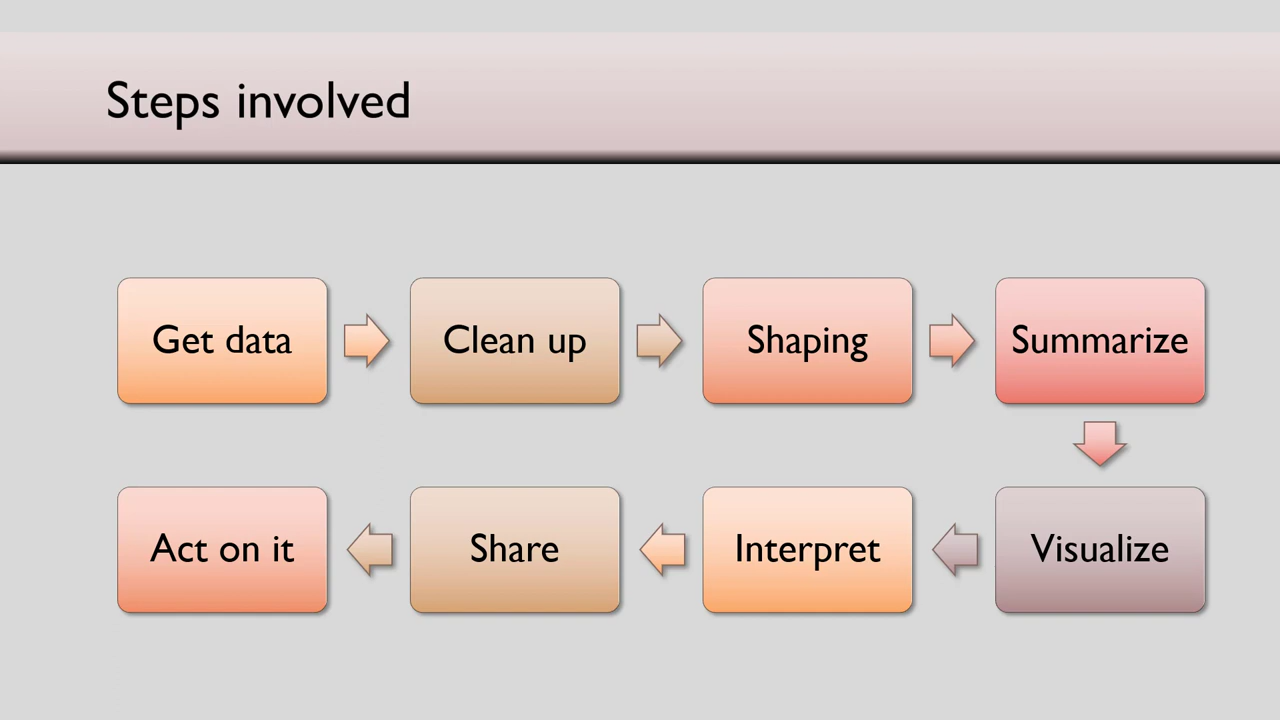 Steps involved
Get data
Clean up
Shaping
Summarize
Visualize
Interpret
Share
Act on it